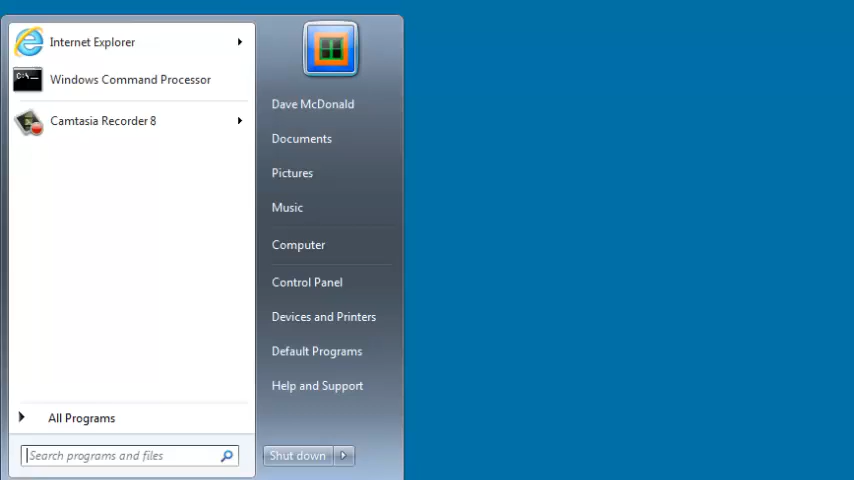 Internet Explorer
Windows Command Processor
Camtasia Recorder 8
All Programs
Search programs and files
Dave McDonald
Documents
Pictures
Music
Computer
Control Panel
Devices and Printers
Default Programs
Help and Support
Shut down